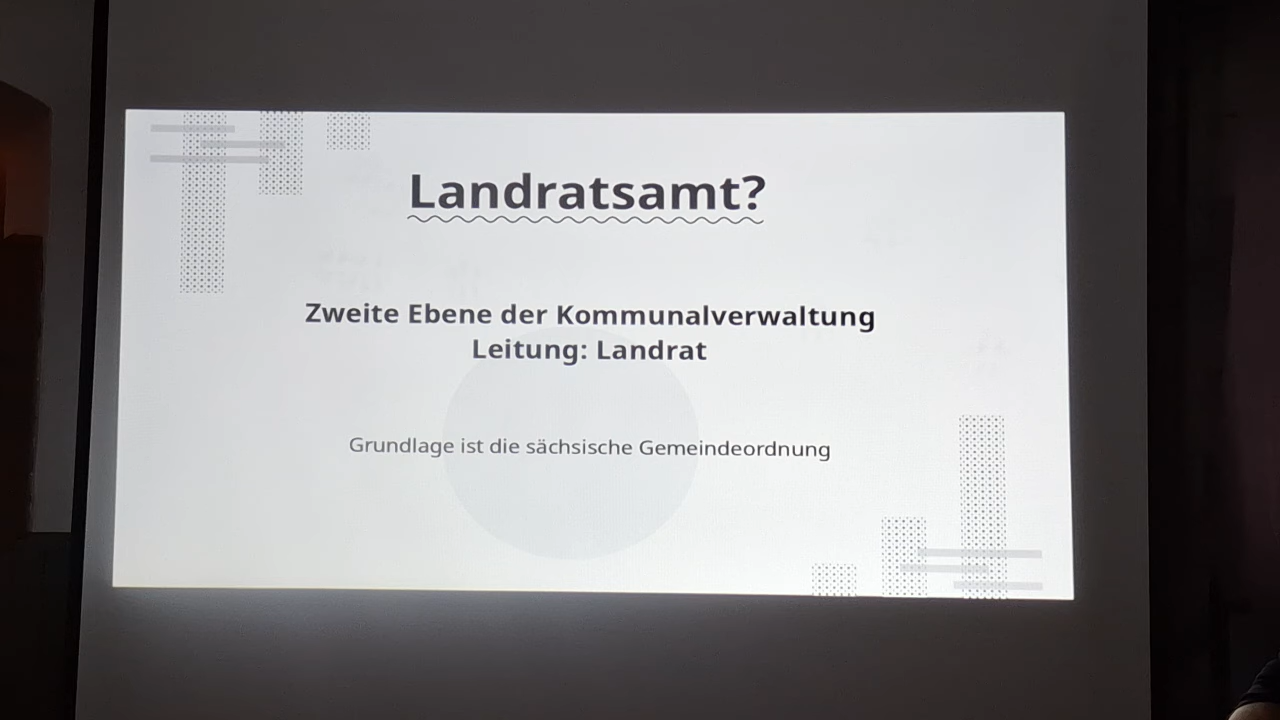 Landratsamt?
Zweite Ebene der Kommunalverwaltung
Leitung: Landrat
Grundlage ist die sächsische Gemeindeordnung